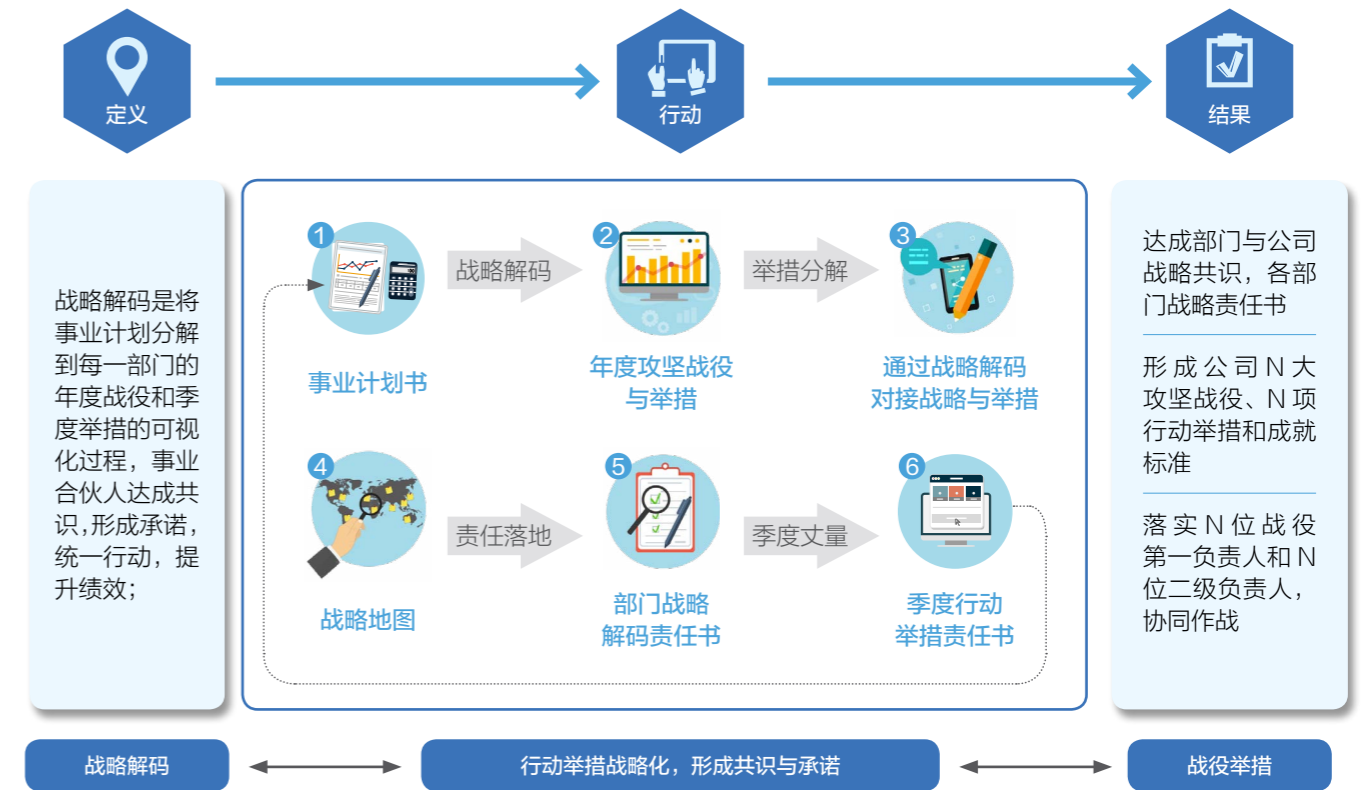 定义
行动
结果
战略解码是将
事业计划分解
到每一部门的
年度战役和季
度举措的可视
化过程，事业
合伙人达成共
识，形成承诺，
统一行动，提
升绩效；
1
战略解码
2
举措分解
3
事业计划书
年度攻坚战役
与举措
通过战略解码
对接战略与举措
4
责任落地
5
季度丈量
6
战略地图
部门战略
解码责任书
季度行动
举措责任书
达成部门与公司
战略共识，各部
门战略责任书
形成公司N大
攻坚战役、N项
行动举措和成就
标准
落实N位战役
第一负责人和N
位二级负责人，
协同作战
战略解码
行动举措战略化，形成共识与承诺
战役举措